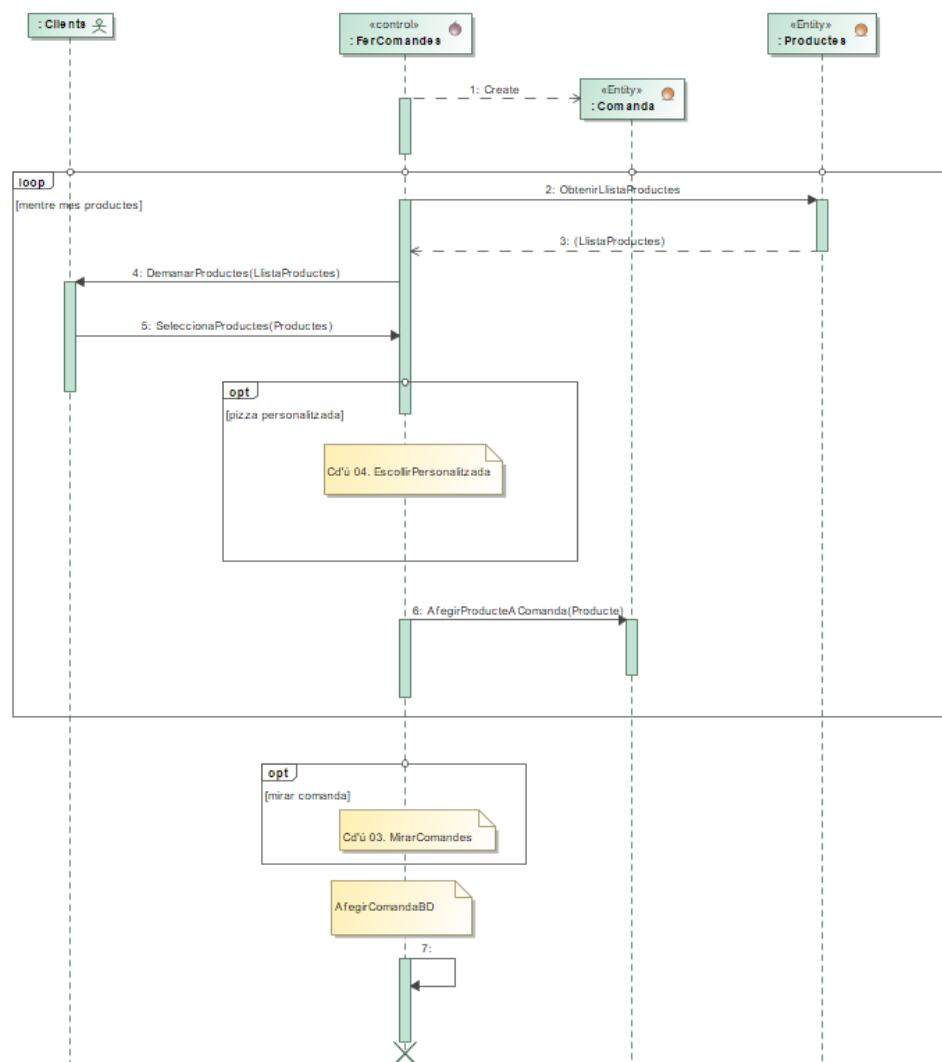 : Clients
«control»
: FerComandes
«Entity»
: Productes
1: Create
«Entity»
: Comanda
loop
[mentre mes productes]
2: ObtenirLlistaProductes
3: (LlistaProductes)
4: DemanarProductes(LlistaProductes)
5: SeleccionaProductes(Productes)
opt
[pizza personalitzada]
Cd'ú 04. EscollirPersonalitzada
6: AfegirProducteAComanda(Producte)
opt
[mirar comanda]
Cd'ú 03. MirarComandes
AfegirComandaBD
7: